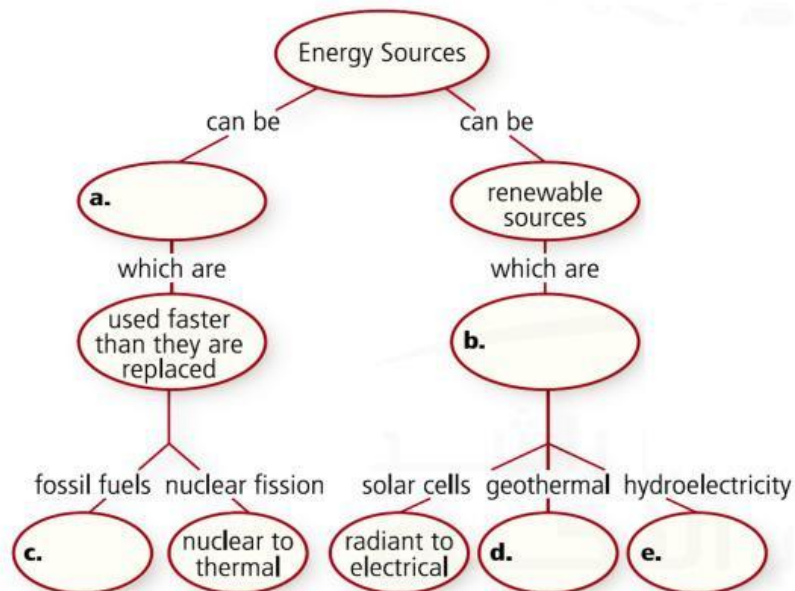 Energy Sources
can be
can be
a.
renewable
sources
which are
which are
used faster
than they are
replaced
b.
fossil fuels
nuclear fission
solar cells
geothermal
hydroelectricity
c.
nuclear to
thermal
radiant to
electrical
d.
e.